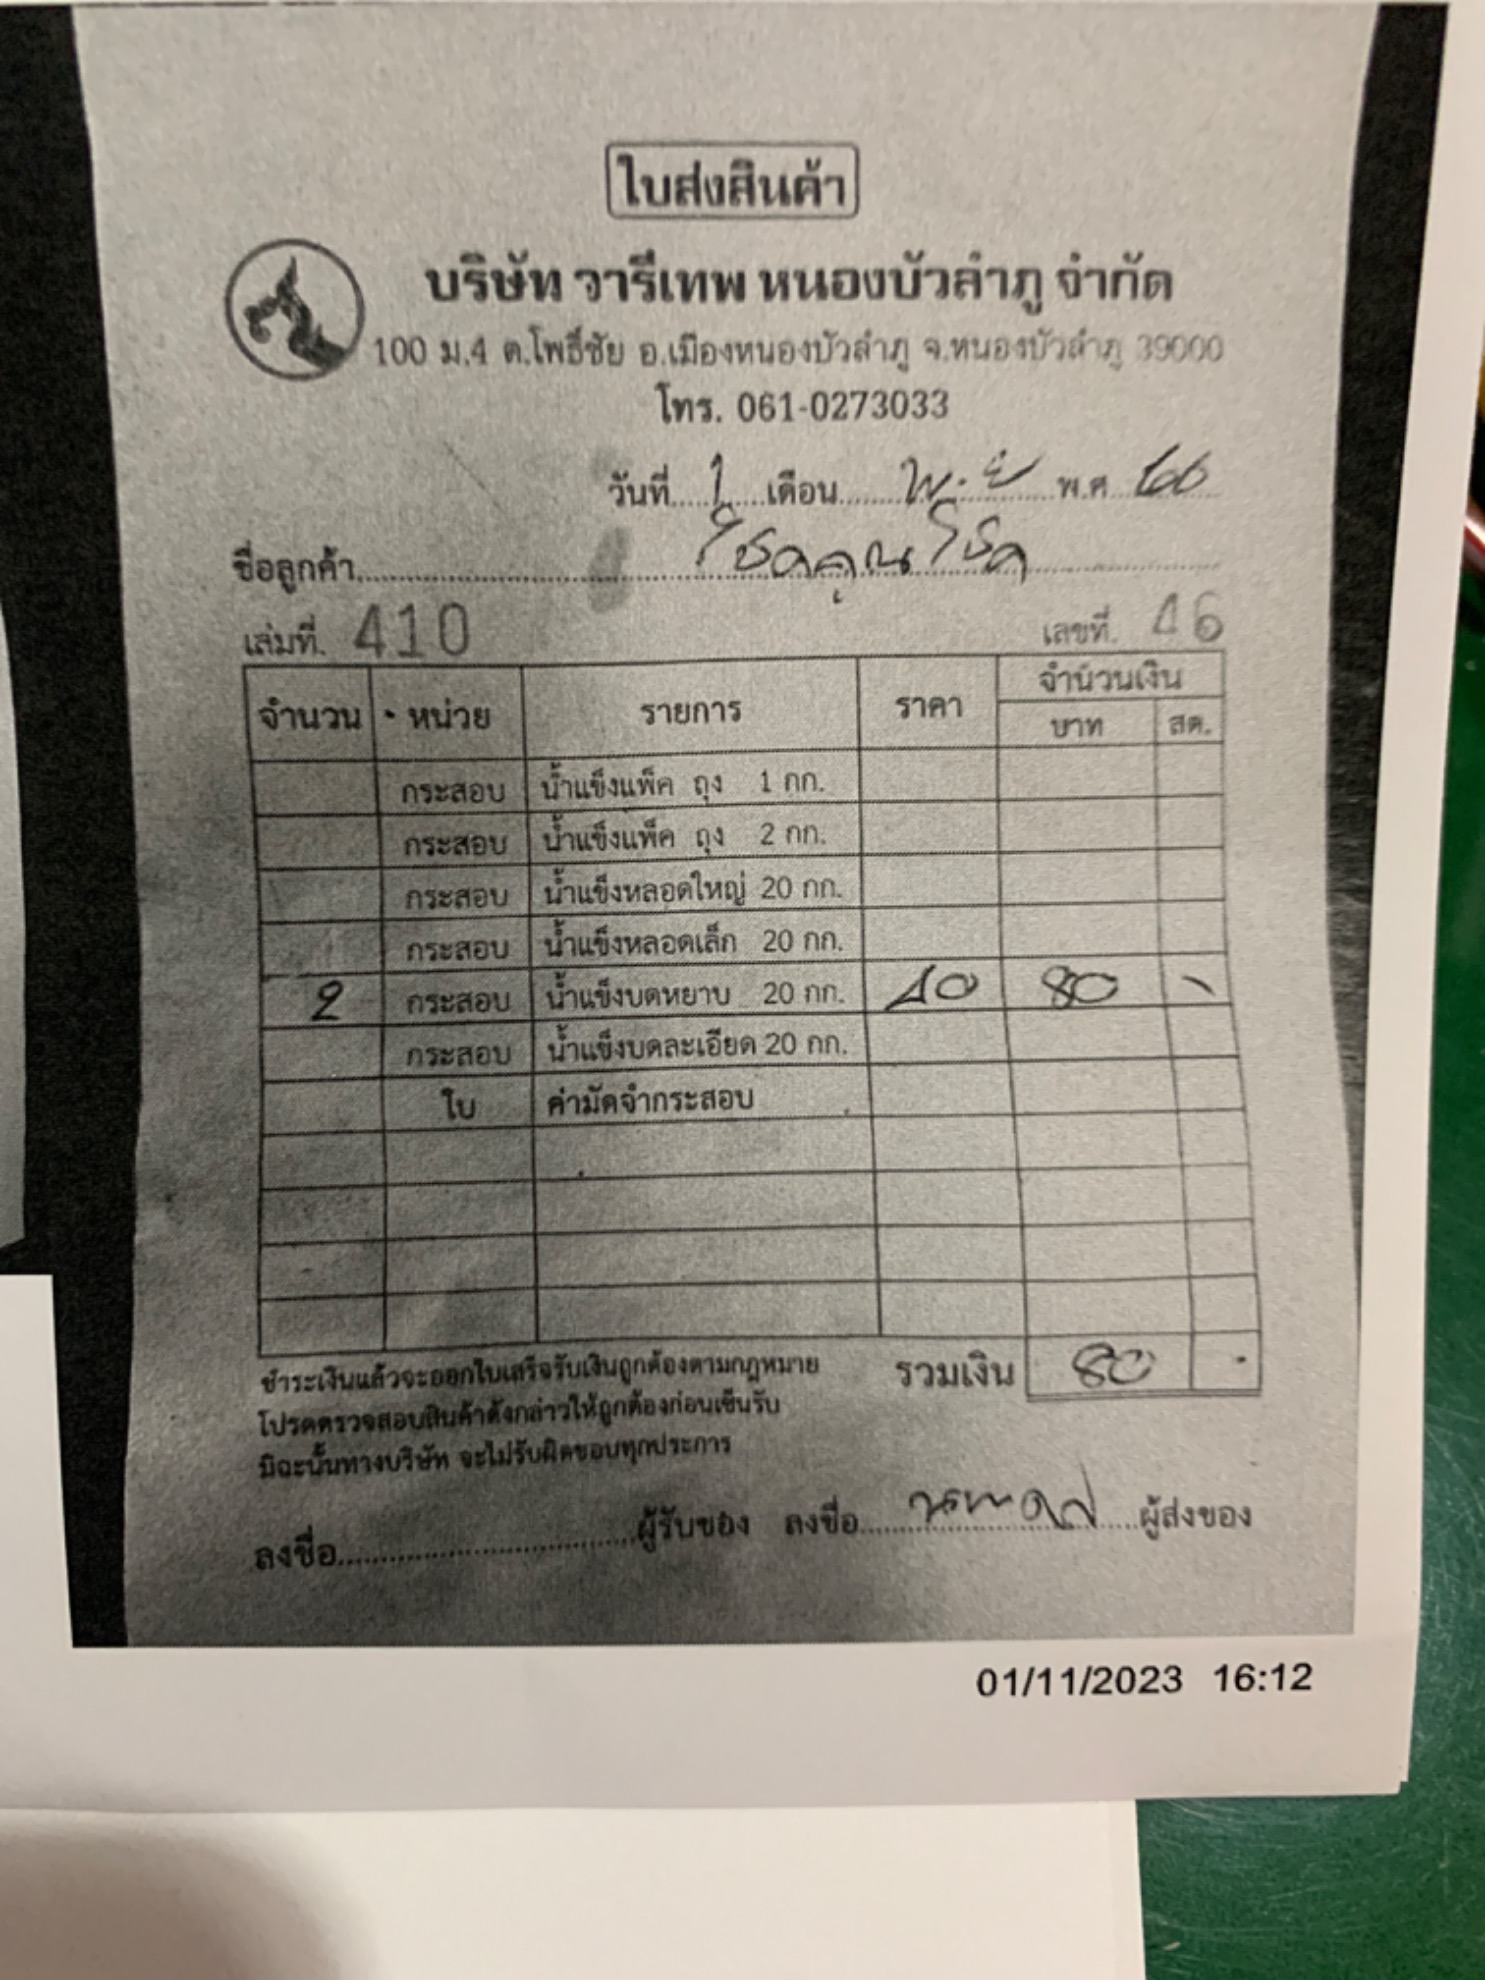 ใบส่งสินค้า
บริษัท วารีเทพ หนองบัวลำภู จำกัด
100 ม.4 ต.โพธิ์ชัย อ.เมืองหนองบัวลำภู จ.หนองบัวลำภู 39000
โทร. 061-0273033
วันที่ 1 เดือน พ.ย พ.ศ 66
ชื่อลูกค้า โชคคูณโชค
เล่มที่. 410 เลขที่. 46
จำนวน หน่วย รายการ ราคา จำนวนเงิน
บาท สต.
กระสอบ น้ำแข็งแพ็ค ถุง 1 กก.
กระสอบ น้ำแข็งแพ็ค ถุง 2 กก.
กระสอบ น้ำแข็งหลอดใหญ่ 20 กก.
กระสอบ น้ำแข็งหลอดเล็ก 20 กก.
2 กระสอบ น้ำแข็งบดหยาบ 20 กก. 40 80 -
กระสอบ น้ำแข็งบดละเอียด 20 กก.
ใบ ค่ามัดจำกระสอบ
ชำระเงินแล้วจะออกใบเสร็จรับเงินถูกต้องตามกฎหมาย รวมเงิน 80 -
โปรดตรวจสอบสินค้าดังกล่าวให้ถูกต้องก่อนเซ็นรับ
มิฉะนั้นทางบริษัท จะไม่รับผิดชอบทุกประการ
ลงชื่อ ผู้รับของ ลงชื่อ ผู้ส่งของ
01/11/2023 16:12